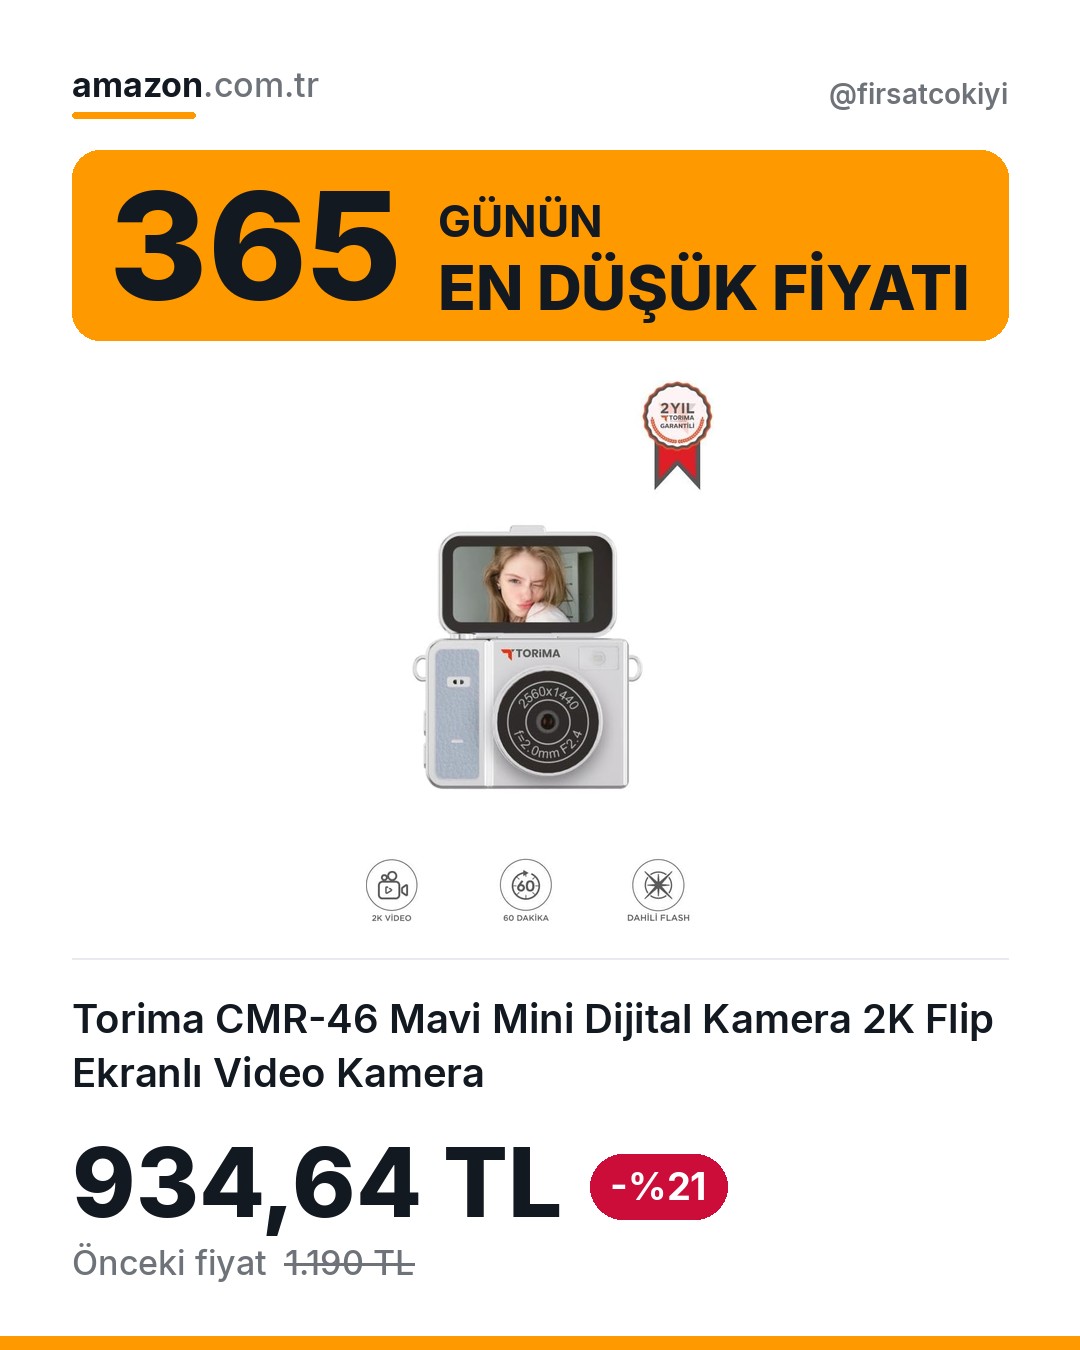 amazon.com.tr
@firsatcokiyi
365
GÜNÜN
EN DÜŞÜK FİYATI
2YIL
TORIMA
GARANTİLİ
TORIMA
2560x1440
f=2.0mm F2.4
60
2K VİDEO
60 DAKİKA
DAHİLİ FLASH
Torima CMR-46 Mavi Mini Dijital Kamera 2K Flip
Ekranlı Video Kamera
934,64 TL
-%21
Önceki fiyat 1.190 TL